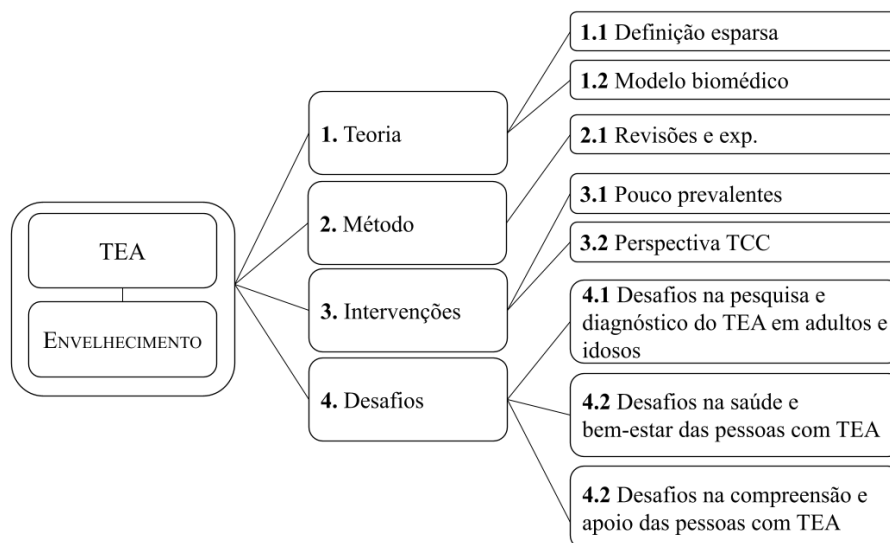 TEA
ENVELHECIMENTO
1. Teoria
2. Método
3. Intervenções
4. Desafios
1.1 Definição esparsa
1.2 Modelo biomédico
2.1 Revisões e exp.
3.1 Pouco prevalentes
3.2 Perspectiva TCC
4.1 Desafios na pesquisa e
diagnóstico do TEA em adultos e
idosos
4.2 Desafios na saúde e
bem-estar das pessoas com TEA
4.2 Desafios na compreensão e
apoio das pessoas com TEA